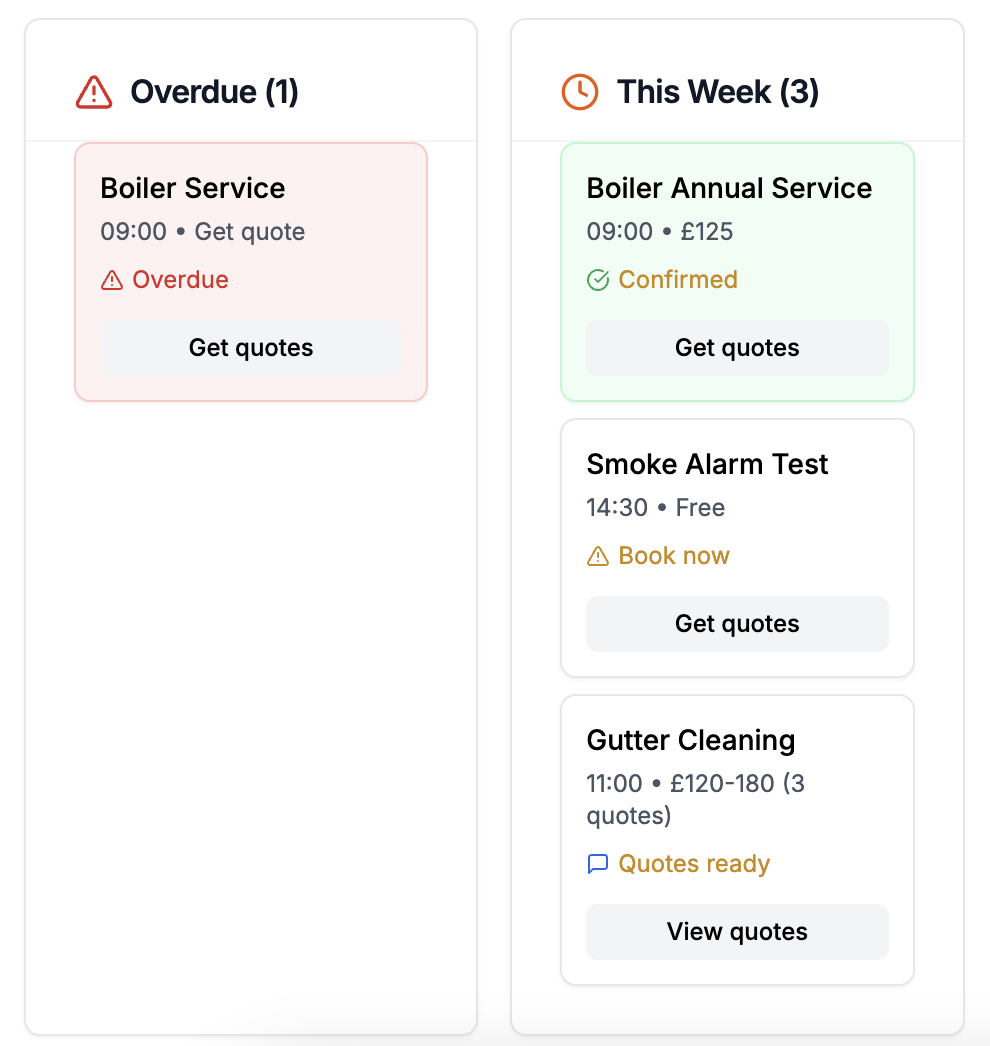 Overdue (1)
Boiler Service
09:00 • Get quote
Overdue
Get quotes
This Week (3)
Boiler Annual Service
09:00 • £125
Confirmed
Get quotes
Smoke Alarm Test
14:30 • Free
Book now
Get quotes
Gutter Cleaning
11:00 • £120-180 (3
quotes)
Quotes ready
View quotes